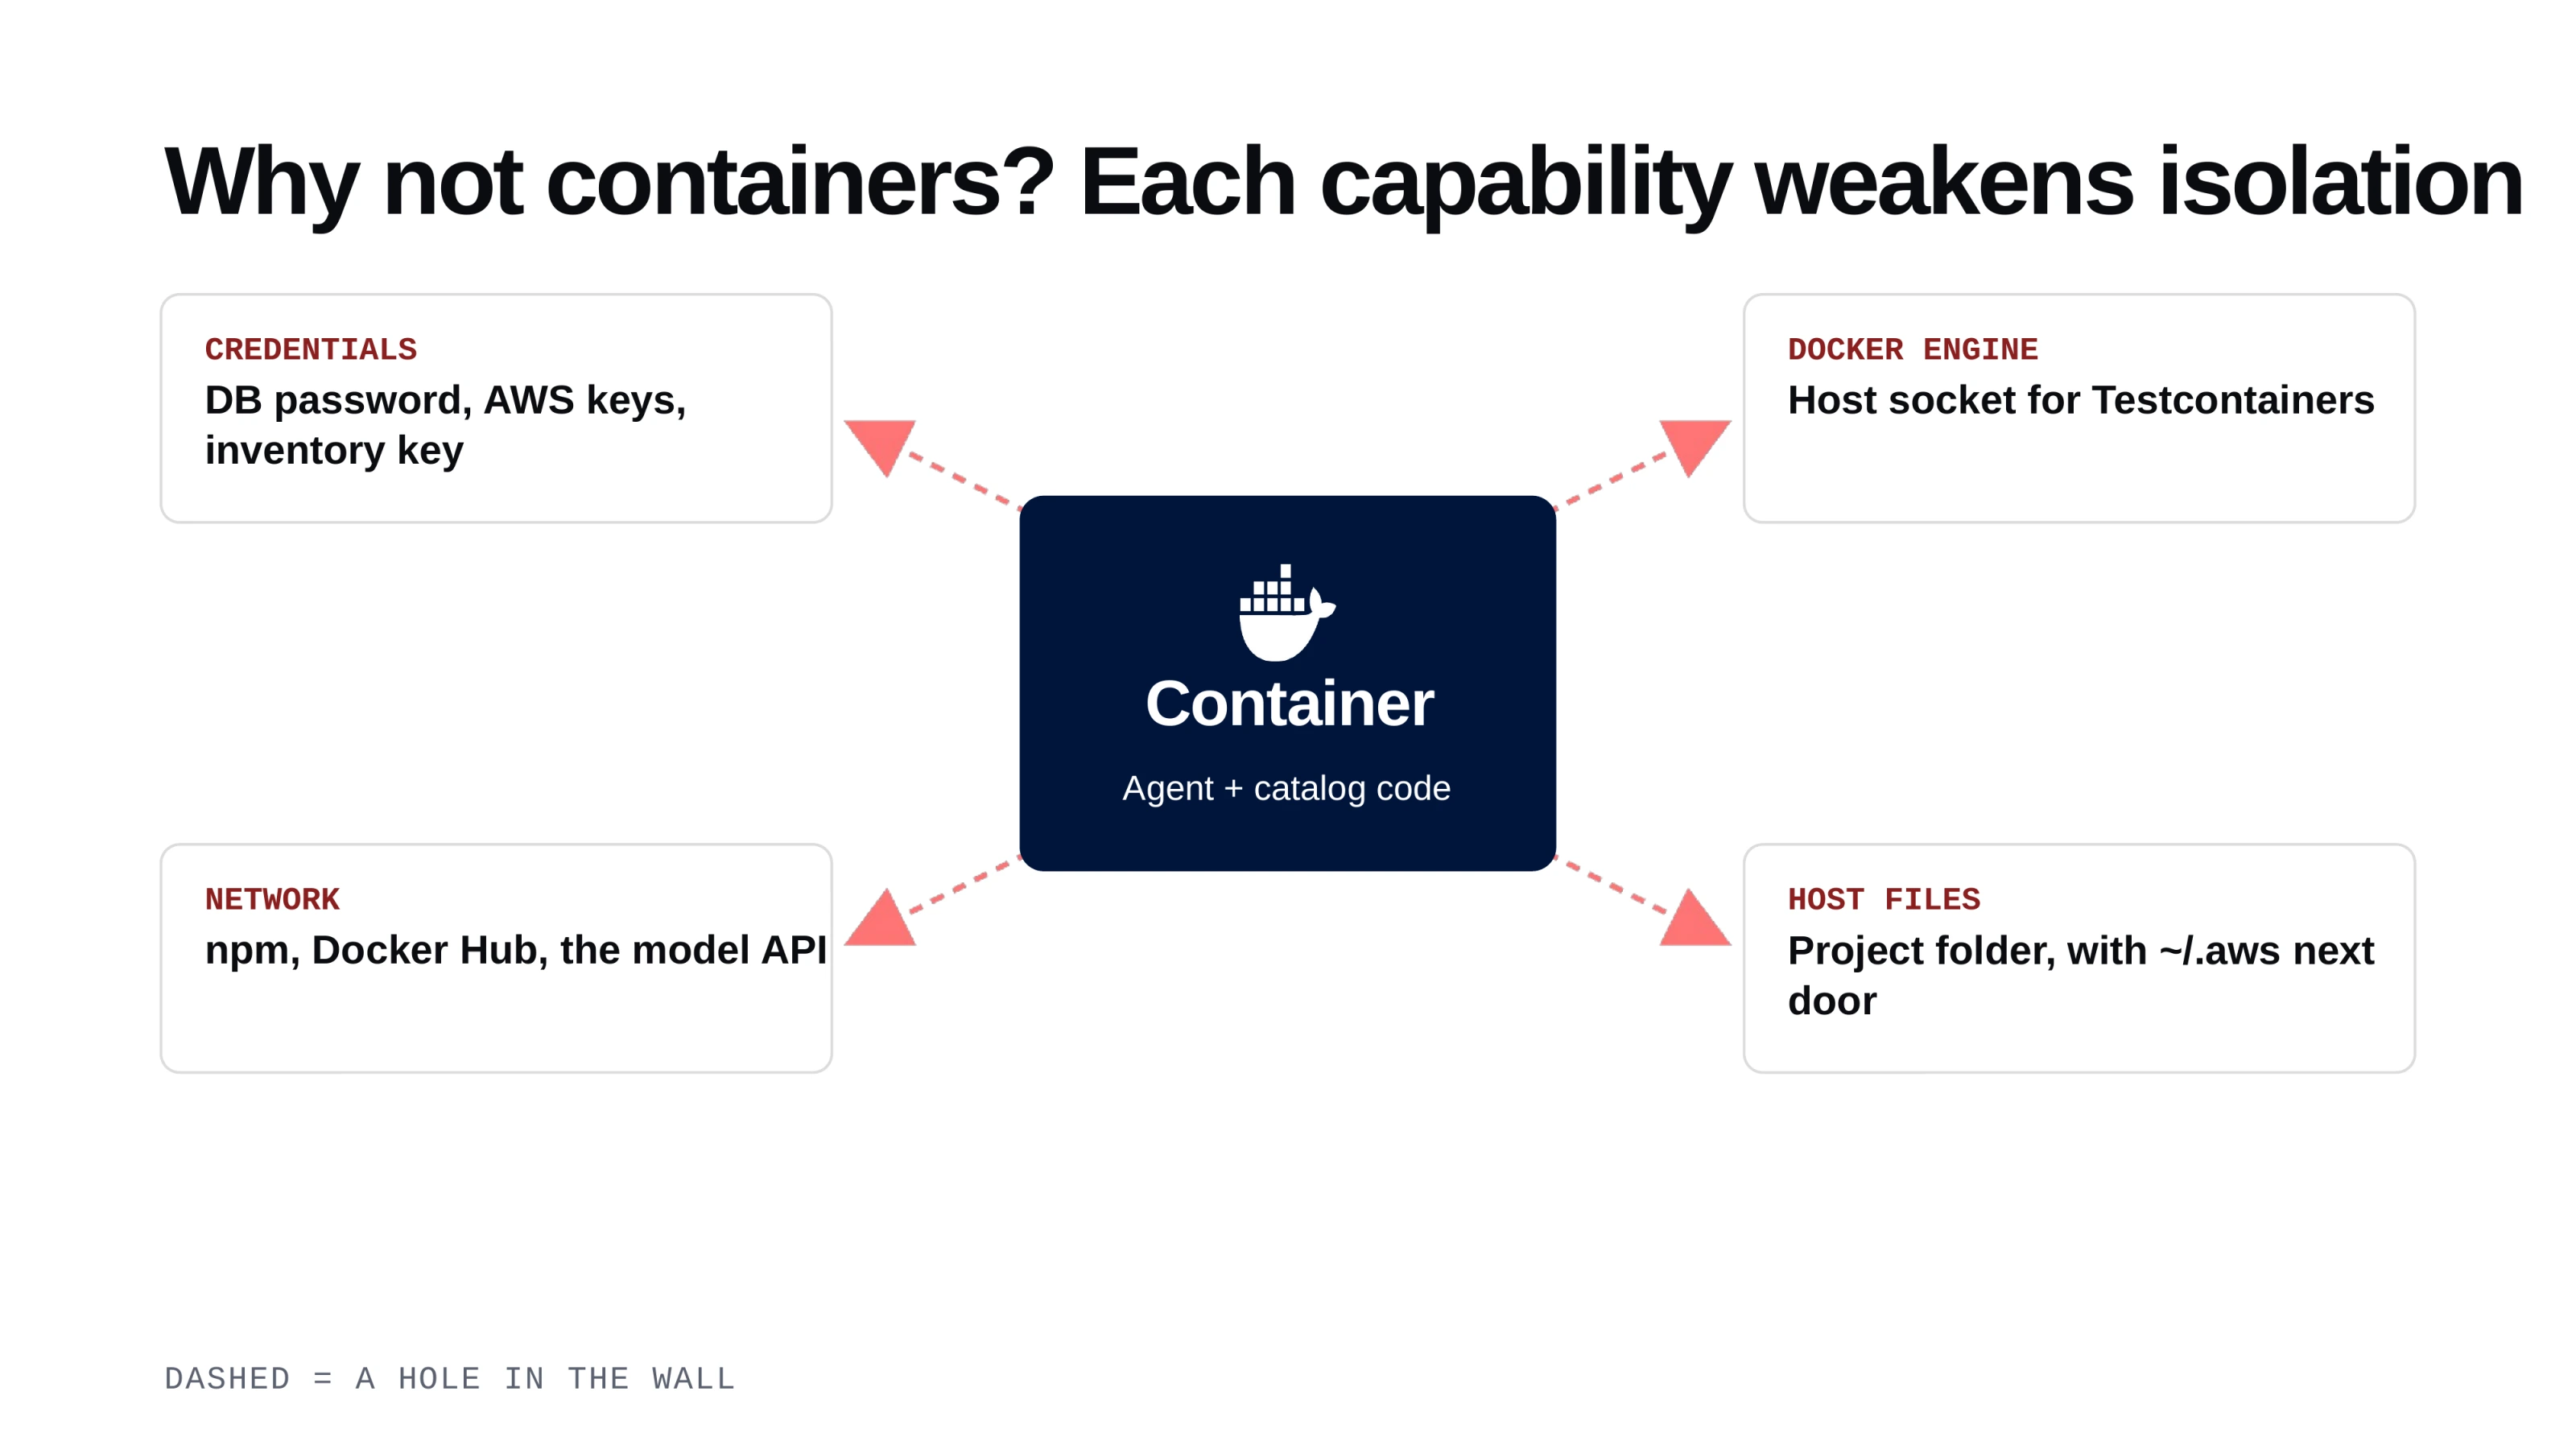 Why not containers? Each capability weakens isolation
CREDENTIALS
DB password, AWS keys,
inventory key
DOCKER ENGINE
Host socket for Testcontainers
Container
Agent + catalog code
NETWORK
npm, Docker Hub, the model API
HOST FILES
Project folder, with ~/.aws next
door
DASHED = A HOLE IN THE WALL